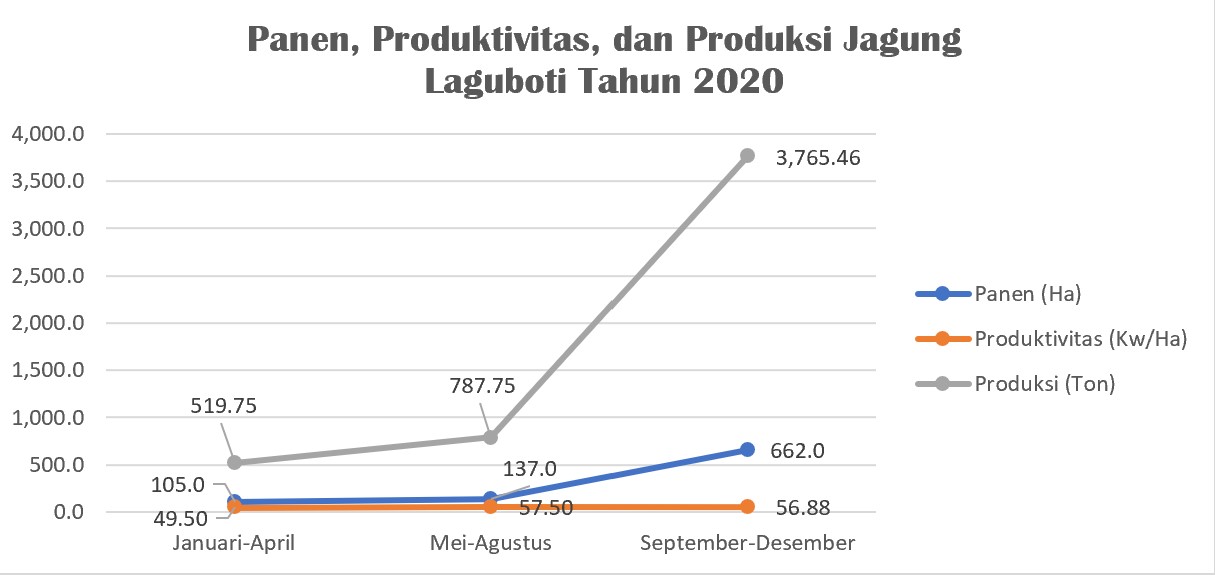 Panen, Produktivitas, dan Produksi Jagung
Laguboti Tahun 2020
4,000.0
3,500.0
3,000.0
2,500.0
2,000.0
1,500.0
1,000.0
500.0
0.0
3,765.46
787.75
519.75
662.0
137.0
105.0
57.50
56.88
49.50
Januari-April
Mei-Agustus
September-Desember
Panen (Ha)
Produktivitas (Kw/Ha)
Produksi (Ton)